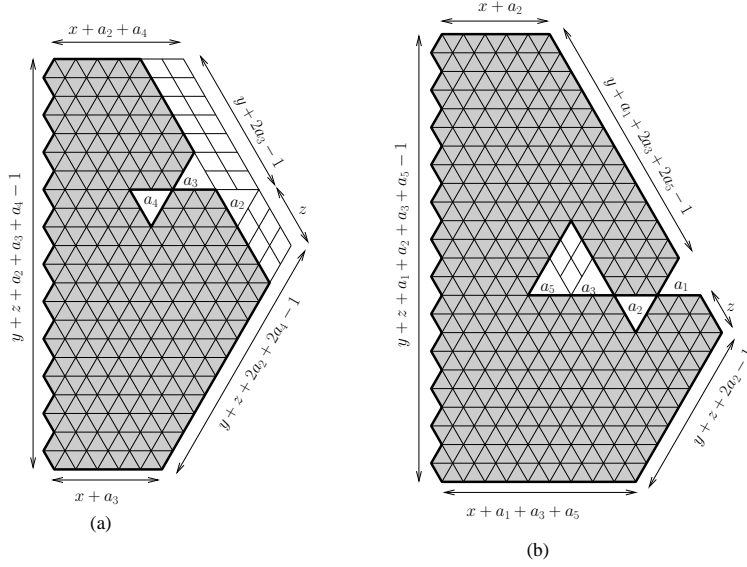 x + a₂ + a₄
y + 2a₃ − 1
z
a₃
a₄
a₂
y + z + a₂ + a₃ + a₄ − 1
y + z + 2a₂ + 2a₄ − 1
x + a₃
(a)
x + a₂
y + a₁ + 2a₃ + 2a₅ − 1
y + z + a₁ + a₂ + a₃ + a₅ − 1
a₅
a₃
a₁
a₂
z
y + z + 2a₂ − 1
x + a₁ + a₃ + a₅
(b)